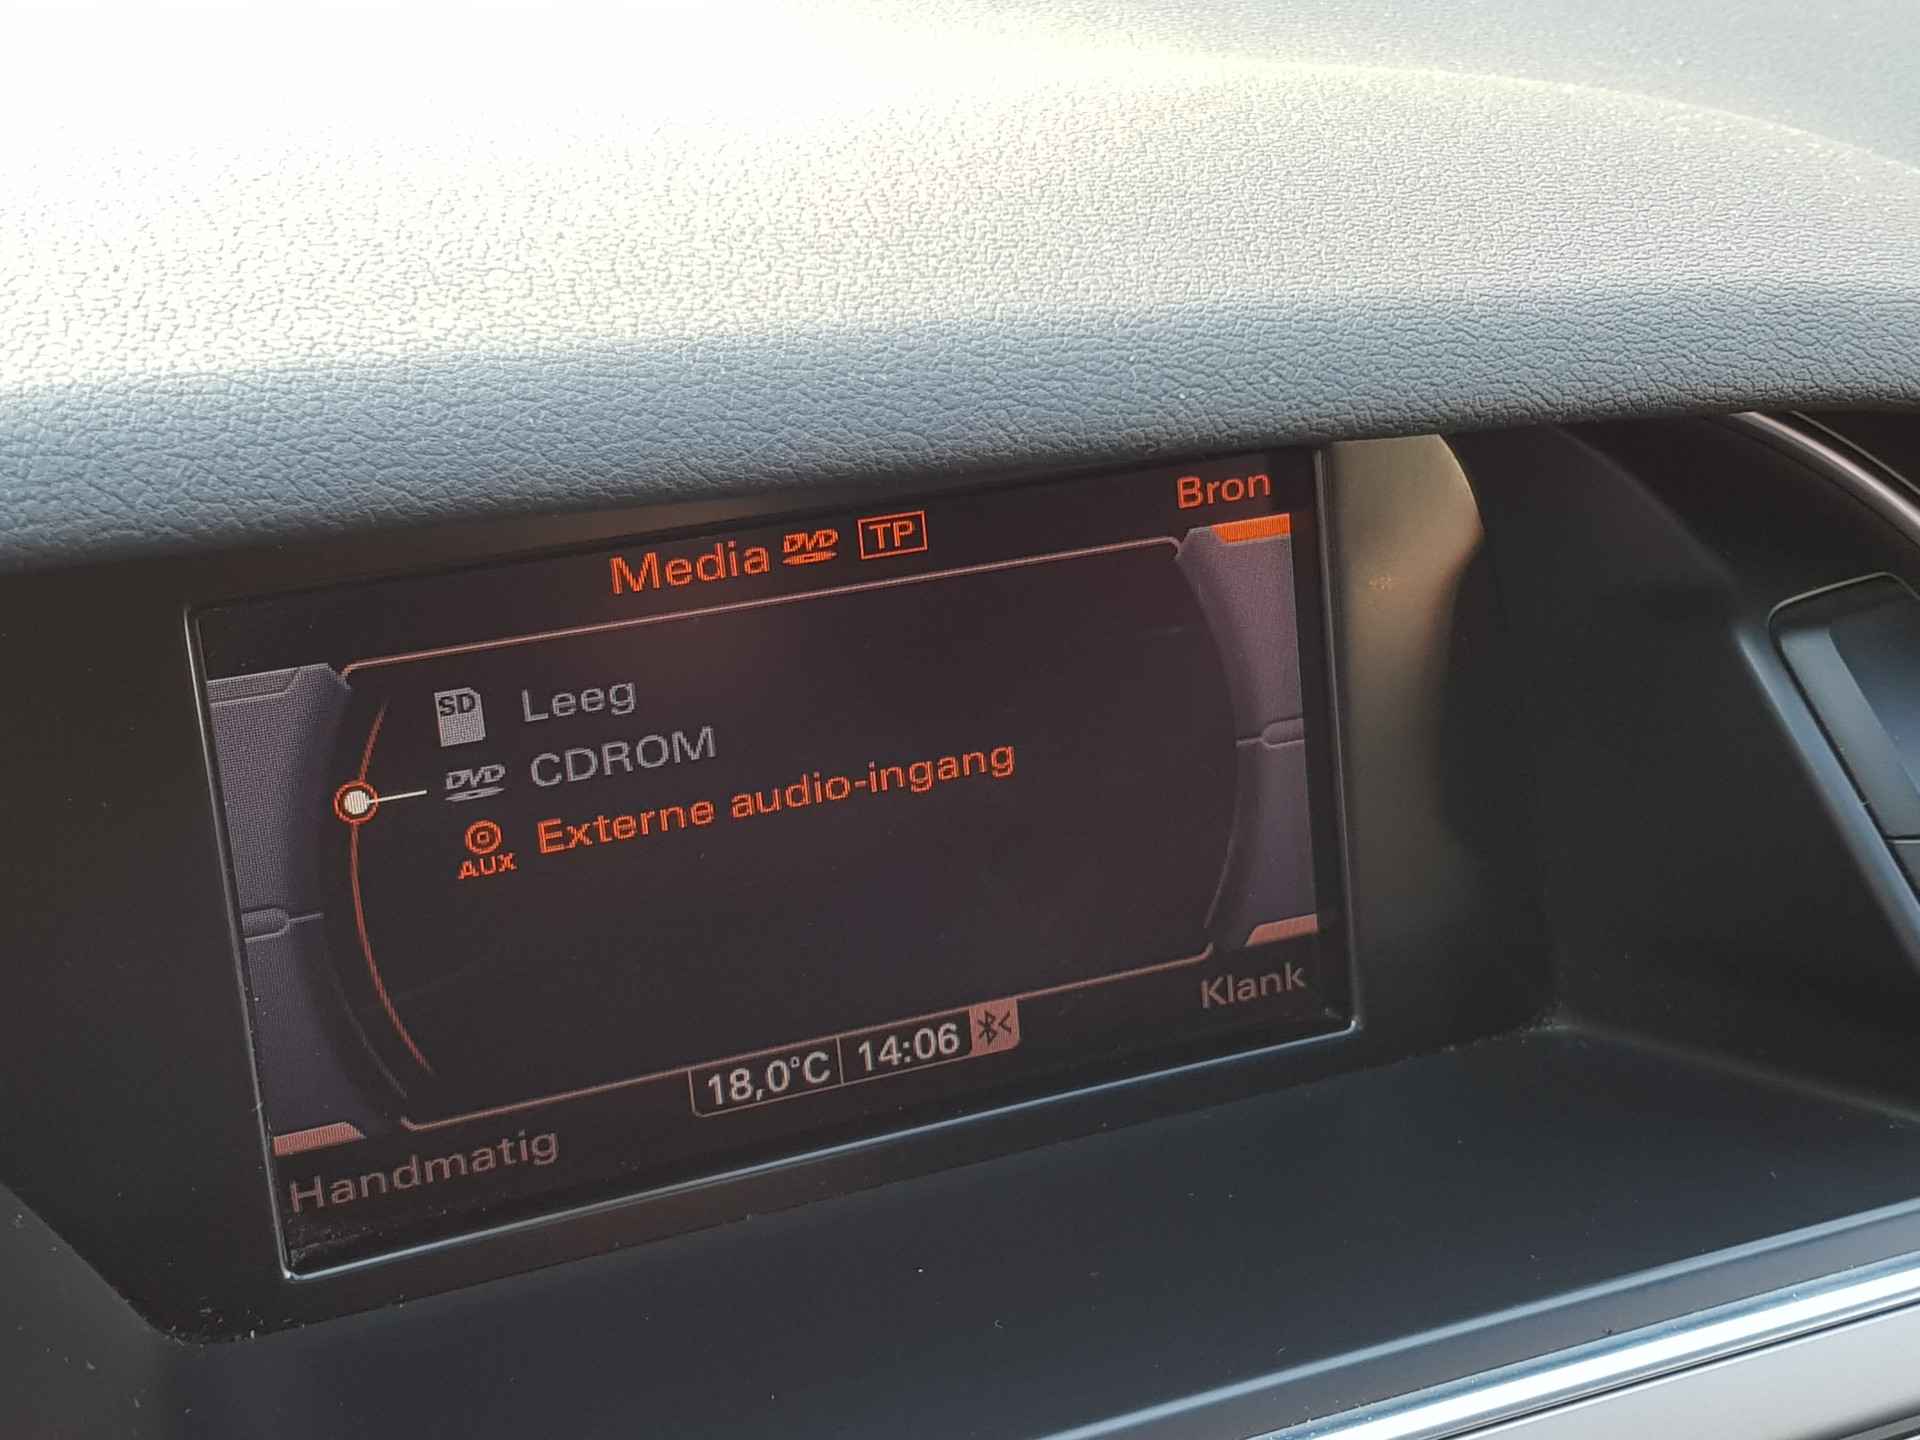 Bron
Media DVD TP
SD Leeg
DVD CDROM
AUX Externe audio-ingang
Klank
18,0°C 14:06
Handmatig